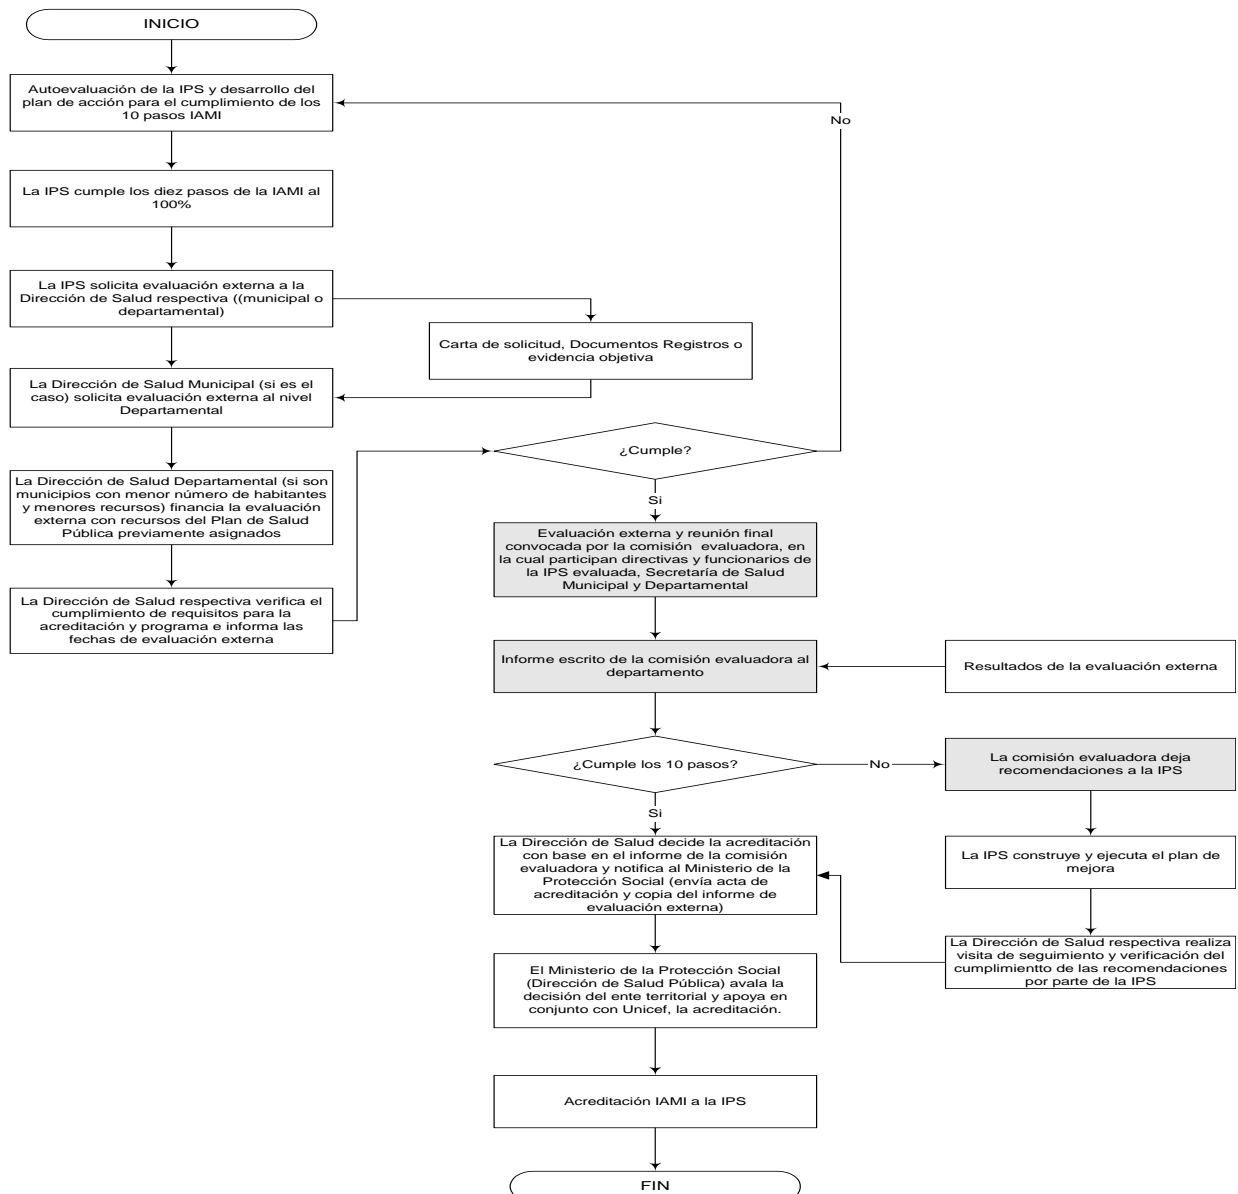 INICIO
Autoevaluación de la IPS y desarrollo del
plan de acción para el cumplimiento de los
10 pasos IAMI
No
La IPS cumple los diez pasos de la IAMI al
100%
La IPS solicita evaluación externa a la
Dirección de Salud respectiva ((municipal o
departamental)
Carta de solicitud, Documentos Registros o
evidencia objetiva
La Dirección de Salud Municipal (si es el
caso) solicita evaluación externa al nivel
Departamental
¿Cumple?
La Dirección de Salud Departamental (si son
municipios con menor número de habitantes
y menores recursos) financia la evaluación
externa con recursos del Plan de Salud
Pública previamente asignados
Si
Evaluación externa y reunión final
convocada por la comisión evaluadora, en
la cual participan directivas y funcionarios de
la IPS evaluada, Secretaría de Salud
Municipal y Departamental
La Dirección de Salud respectiva verifica el
cumplimiento de requisitos para la
acreditación y programa e informa las
fechas de evaluación externa
Informe escrito de la comisión evaluadora al
departamento
Resultados de la evaluación externa
¿Cumple los 10 pasos?
No
La comisión evaluadora deja
recomendaciones a la IPS
Si
La Dirección de Salud decide la acreditación
con base en el informe de la comisión
evaluadora y notifica al Ministerio de la
Protección Social (envía acta de
acreditación y copia del informe de
evaluación externa)
La IPS construye y ejecuta el plan de
mejora
La Dirección de Salud respectiva realiza
visita de seguimiento y verificación del
cumplimientto de las recomendaciones
por parte de la IPS
El Ministerio de la Protección Social
(Dirección de Salud Pública) avala la
decisión del ente territorial y apoya en
conjunto con Unicef, la acreditación.
Acreditación IAMI a la IPS
FIN